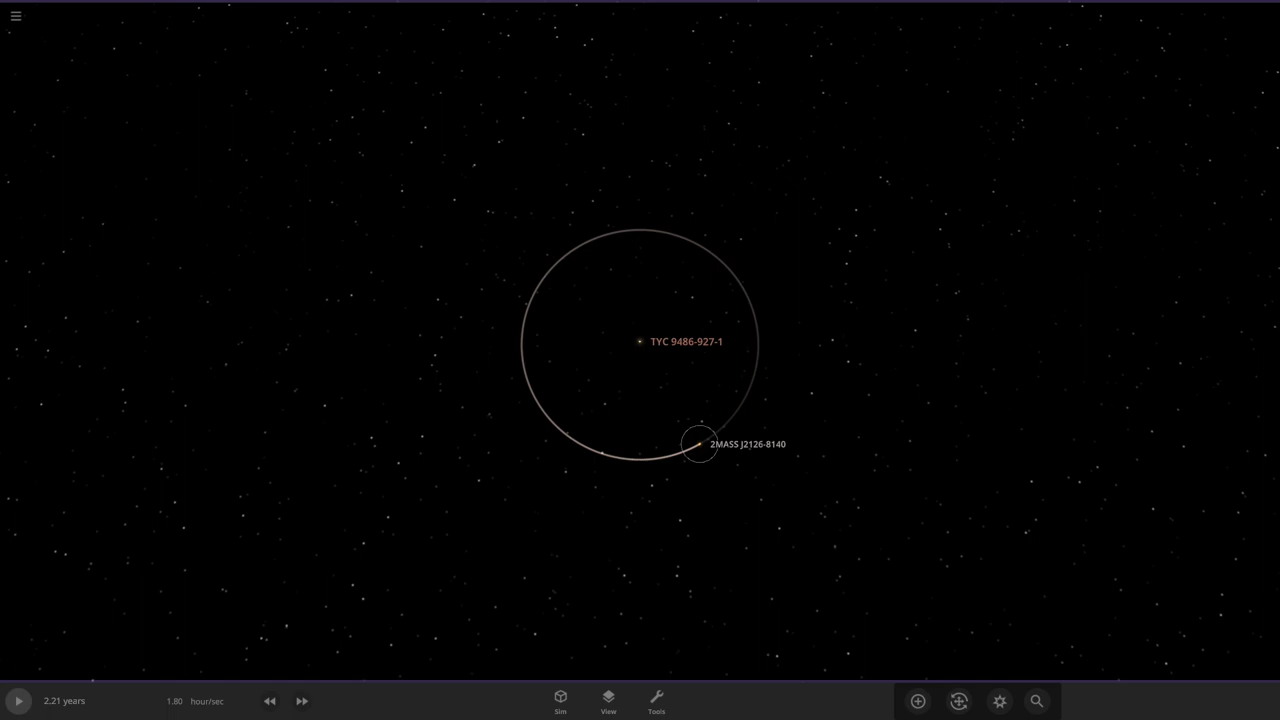 TYC 9486-927-1
2MASS J2126-8140
2.21 years
1.80 hour/sec
Sim
View
Tools